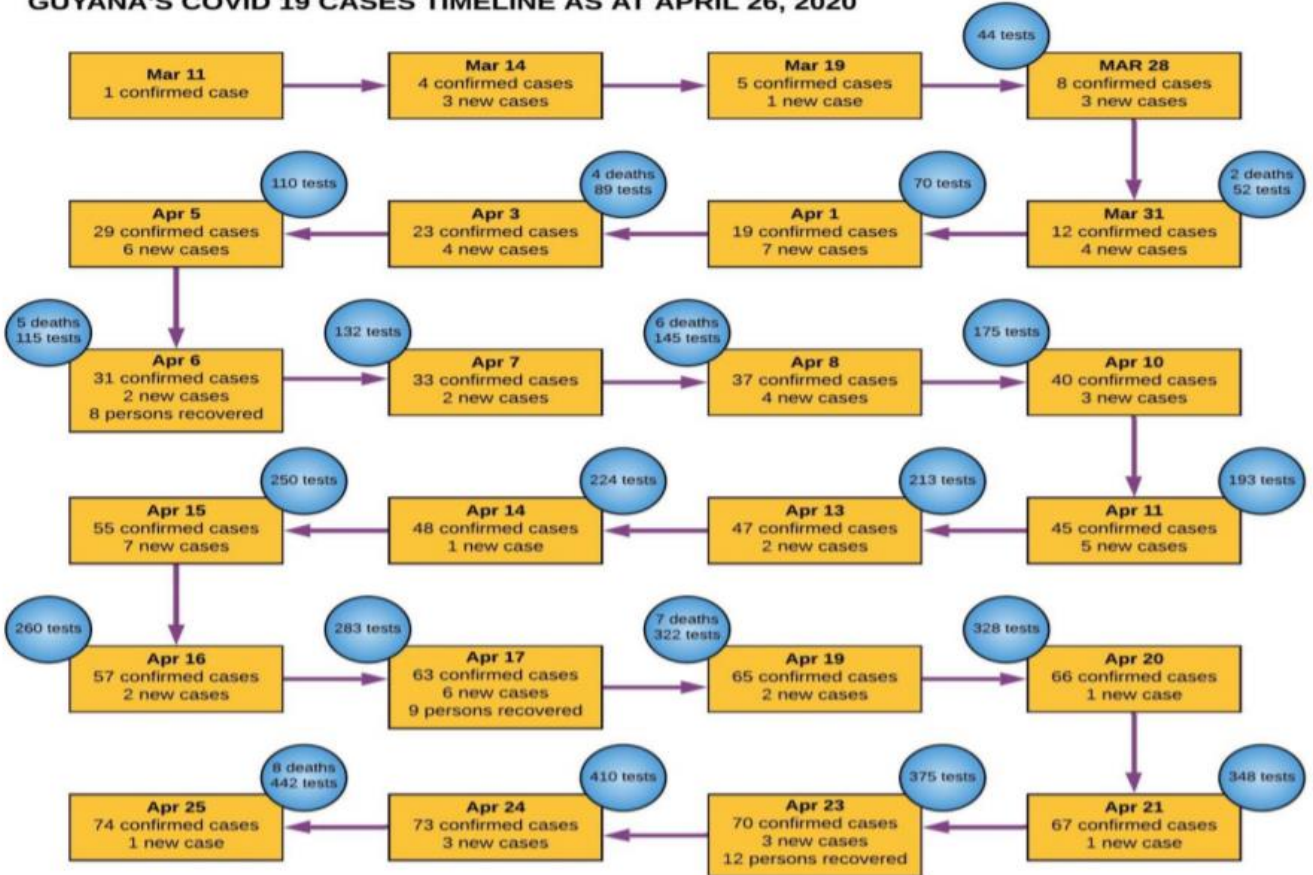 GUYANA'S COVID 19 CASES TIMELINE AS AT APRIL 26, 2020
Mar 11
1 confirmed case
Mar 14
4 confirmed cases
3 new cases
Mar 19
5 confirmed cases
1 new case
44 tests
MAR 28
8 confirmed cases
3 new cases
2 deaths
52 tests
Mar 31
12 confirmed cases
4 new cases
70 tests
Apr 1
19 confirmed cases
7 new cases
4 deaths
89 tests
Apr 3
23 confirmed cases
4 new cases
110 tests
Apr 5
29 confirmed cases
6 new cases
5 deaths
115 tests
Apr 6
31 confirmed cases
2 new cases
8 persons recovered
132 tests
Apr 7
33 confirmed cases
2 new cases
6 deaths
145 tests
Apr 8
37 confirmed cases
4 new cases
175 tests
Apr 10
40 confirmed cases
3 new cases
193 tests
Apr 11
45 confirmed cases
5 new cases
213 tests
Apr 13
47 confirmed cases
2 new cases
224 tests
Apr 14
48 confirmed cases
1 new case
250 tests
Apr 15
55 confirmed cases
7 new cases
260 tests
Apr 16
57 confirmed cases
2 new cases
283 tests
Apr 17
63 confirmed cases
6 new cases
9 persons recovered
7 deaths
322 tests
Apr 19
65 confirmed cases
2 new cases
328 tests
Apr 20
66 confirmed cases
1 new case
348 tests
Apr 21
67 confirmed cases
1 new case
375 tests
Apr 23
70 confirmed cases
3 new cases
12 persons recovered
410 tests
Apr 24
73 confirmed cases
3 new cases
8 deaths
442 tests
Apr 25
74 confirmed cases
1 new case